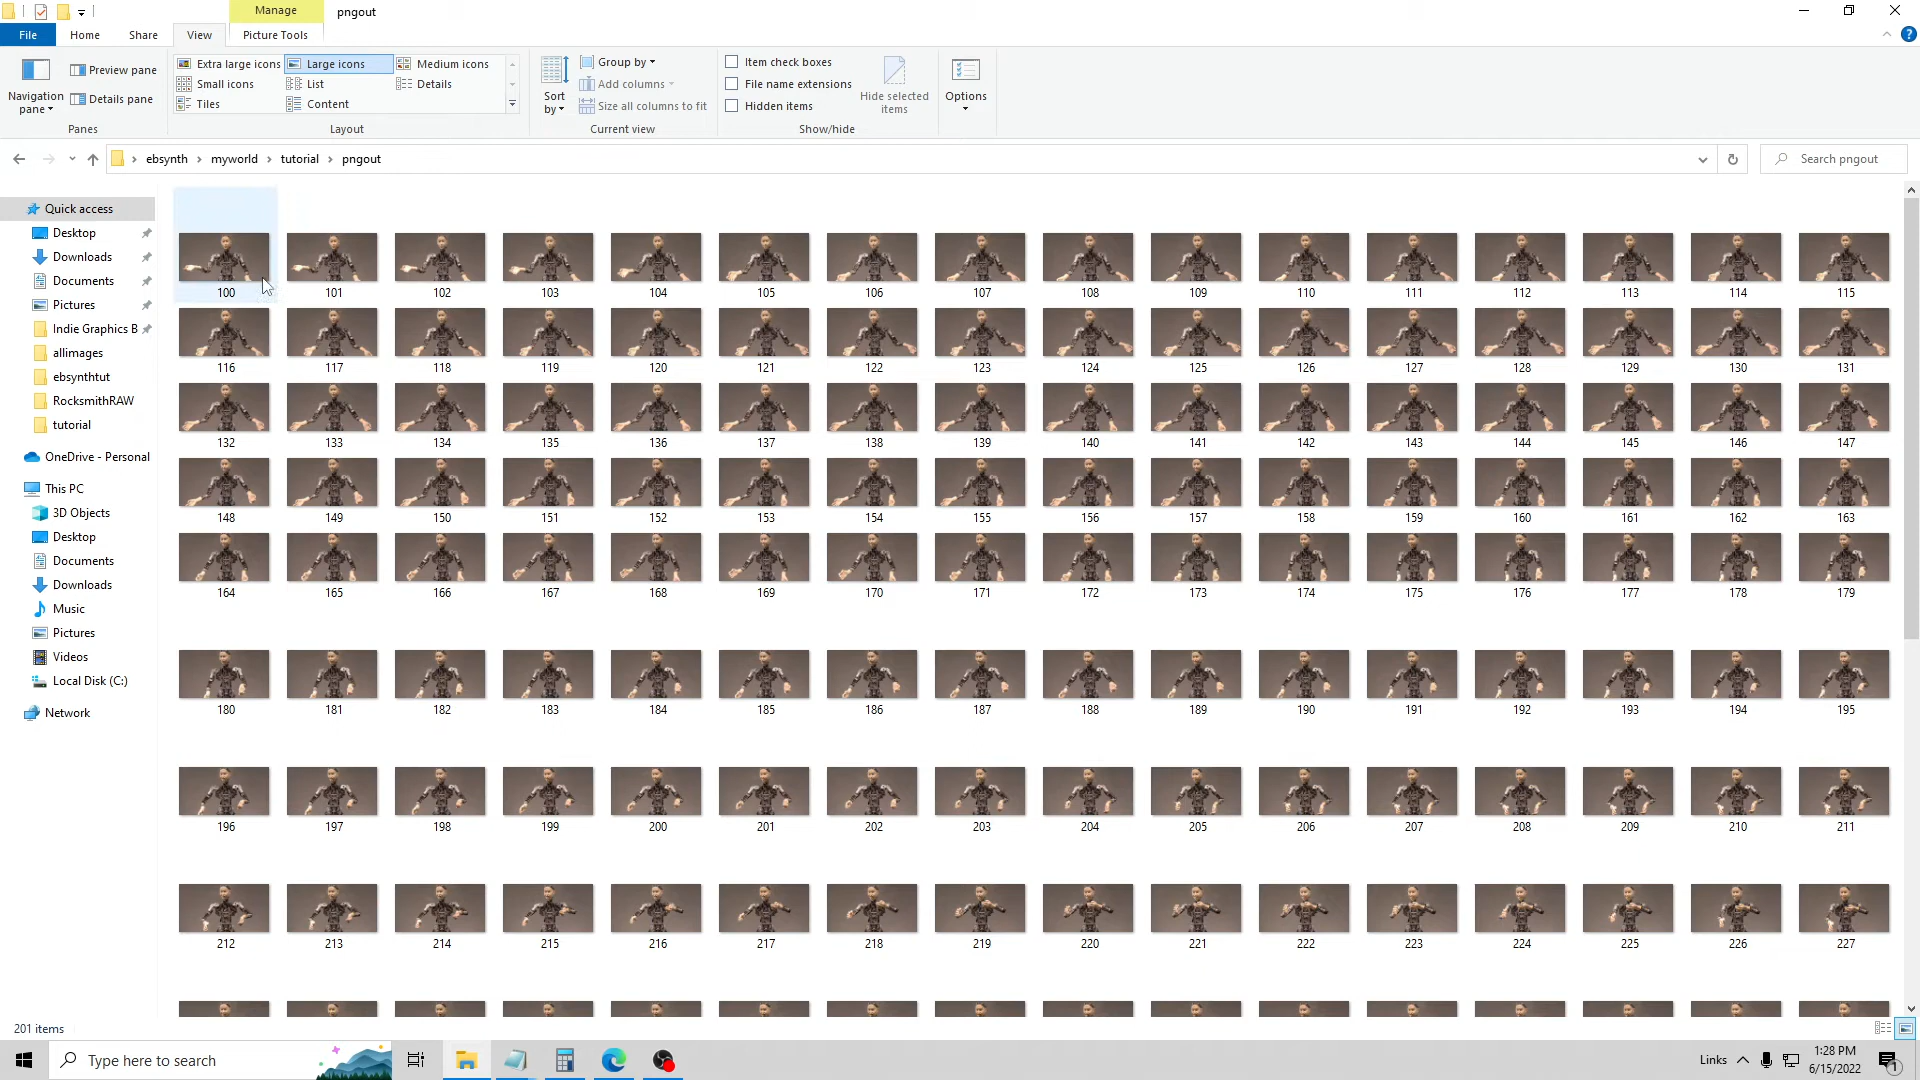 Manage
pngout
File
Home
Share
View
Picture Tools
Navigation pane
Preview pane
Details pane
Panes
Extra large icons
Large icons
Medium icons
Small icons
List
Details
Tiles
Content
Layout
Sort by
Group by
Add columns
Size all columns to fit
Current view
Item check boxes
File name extensions
Hidden items
Hide selected items
Show/hide
Options
ebsynth
myworld
tutorial
pngout
Search pngout
Quick access
Desktop
Downloads
Documents
Pictures
Indie Graphics B
allimages
ebsynthtut
RocksmithRAW
tutorial
OneDrive - Personal
This PC
3D Objects
Desktop
Documents
Downloads
Music
Pictures
Videos
Local Disk (C:)
Network
100 101 102 103 104 105 106 107 108 109 110 111 112 113 114 115
116 117 118 119 120 121 122 123 124 125 126 127 128 129 130 131
132 133 134 135 136 137 138 139 140 141 142 143 144 145 146 147
148 149 150 151 152 153 154 155 156 157 158 159 160 161 162 163
164 165 166 167 168 169 170 171 172 173 174 175 176 177 178 179
180 181 182 183 184 185 186 187 188 189 190 191 192 193 194 195
196 197 198 199 200 201 202 203 204 205 206 207 208 209 210 211
212 213 214 215 216 217 218 219 220 221 222 223 224 225 226 227
201 items
Type here to search
Links
1:28 PM
6/15/2022
1